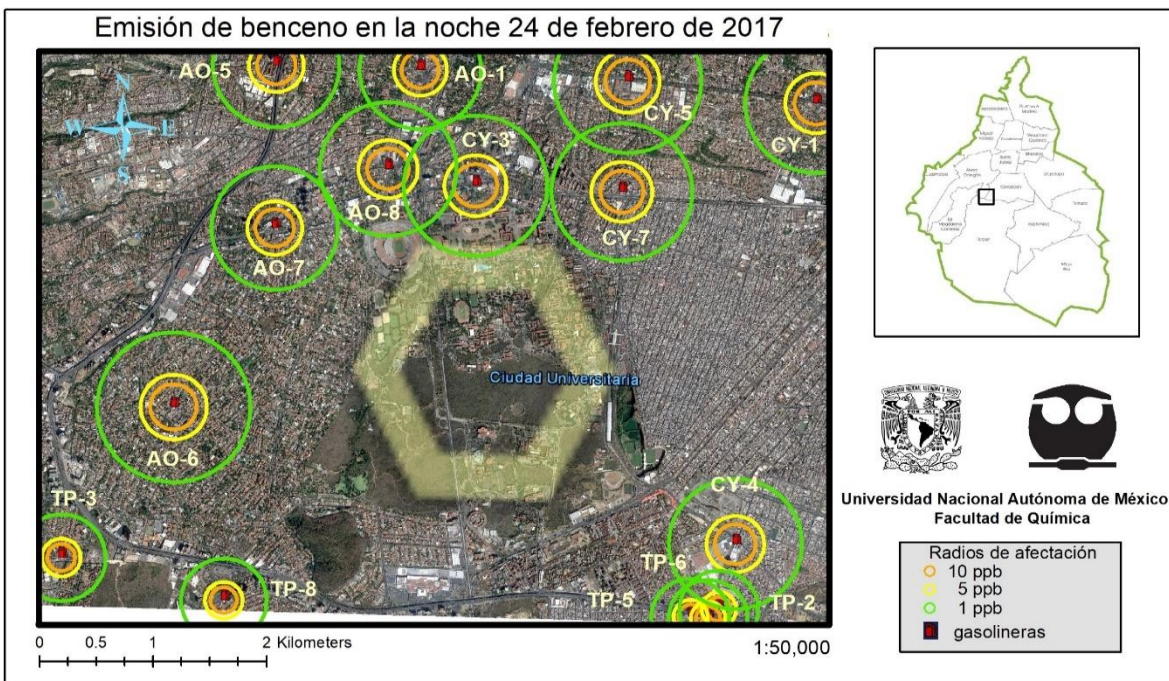 Emisión de benceno en la noche 24 de febrero de 2017
N
W E
S
AO-5
AO-1
CY-5
CY-1
CY-3
AO-8
CY-7
AO-7
Ciudad Universitaria
AO-6
TP-3
CY-4
TP-6
TP-8
TP-5
TP-2
0 0.5 1 2 Kilometers
1:50,000
Universidad Nacional Autónoma de México
Facultad de Química
Radios de afectación
10 ppb
5 ppb
1 ppb
gasolineras